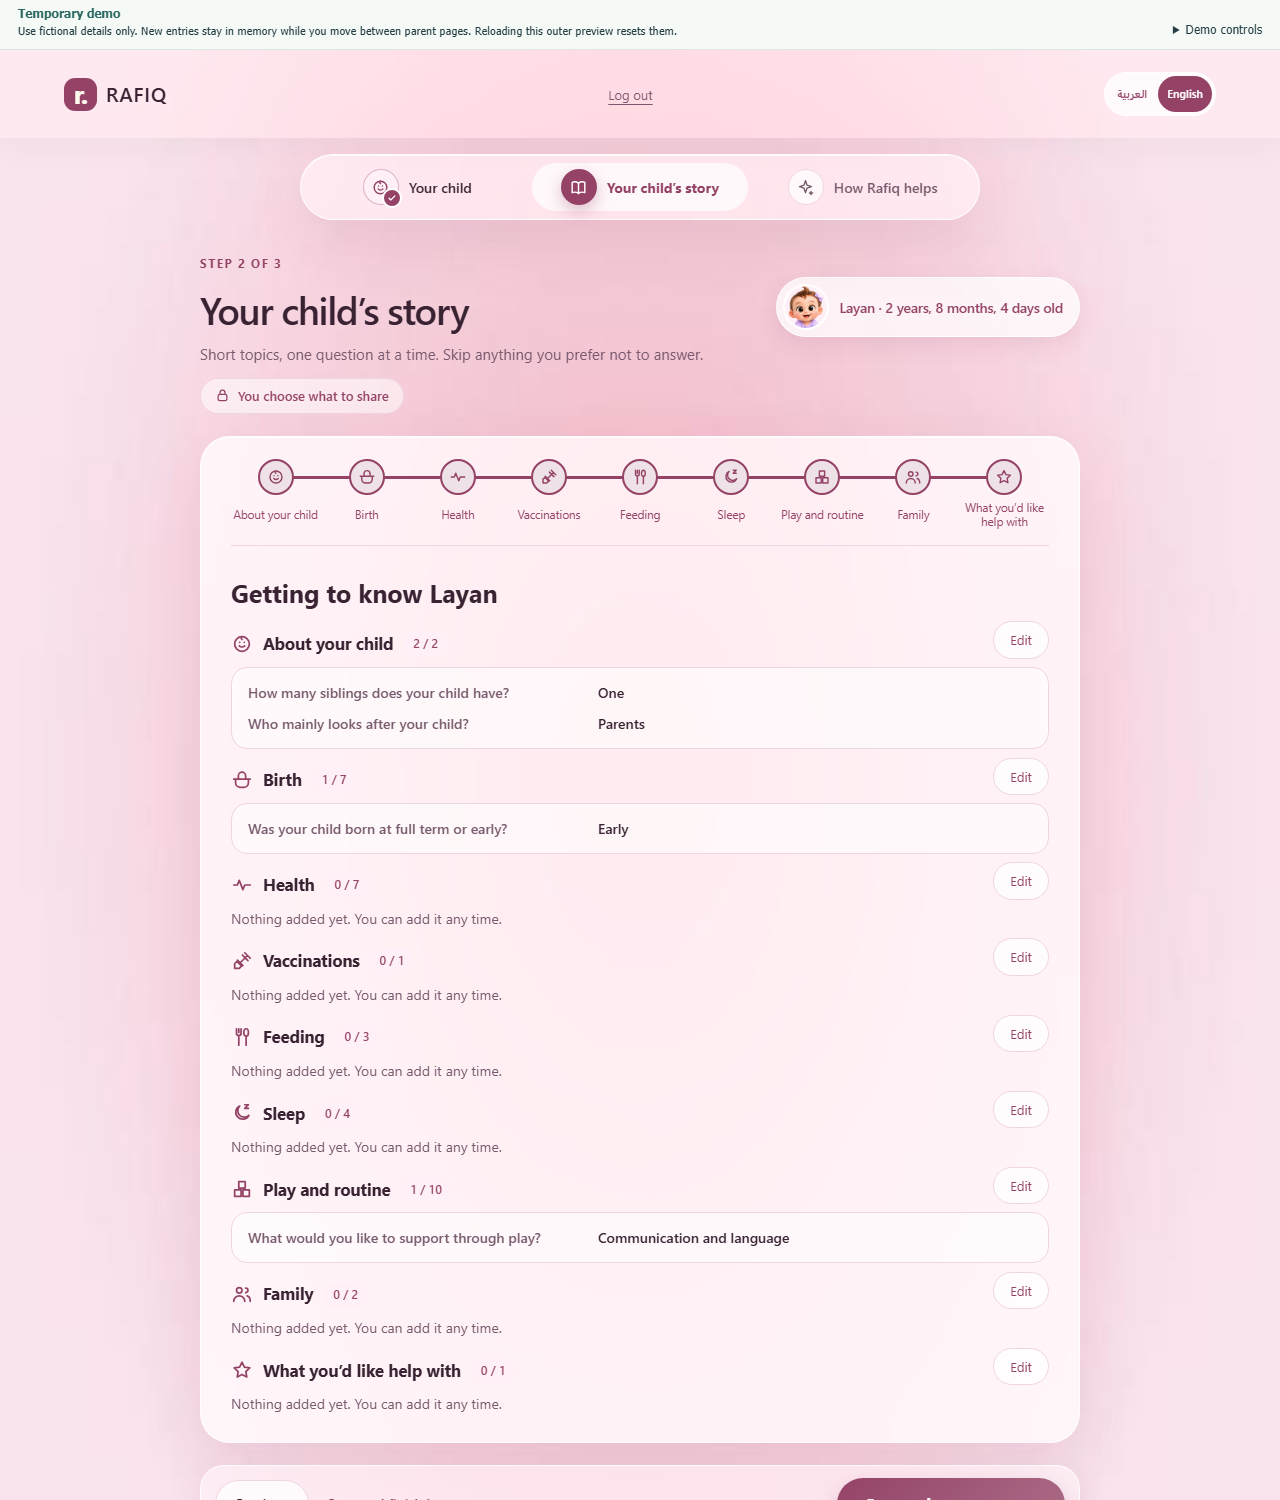 Temporary demo
Use fictional details only. New entries stay in memory while you move between parent pages. Reloading this outer preview resets them.
Demo controls
r. RAFIQ
Log out
العربية
English
Your child
Your child's story
How Rafiq helps
STEP 2 OF 3
Your child's story
Layan · 2 years, 8 months, 4 days old
Short topics, one question at a time. Skip anything you prefer not to answer.
You choose what to share
About your child
Birth
Health
Vaccinations
Feeding
Sleep
Play and routine
Family
What you'd like
help with
Getting to know Layan
About your child 2 / 2
Edit
How many siblings does your child have? One
Who mainly looks after your child? Parents
Birth 1 / 7
Edit
Was your child born at full term or early? Early
Health 0 / 7
Edit
Nothing added yet. You can add it any time.
Vaccinations 0 / 1
Edit
Nothing added yet. You can add it any time.
Feeding 0 / 3
Edit
Nothing added yet. You can add it any time.
Sleep 0 / 4
Edit
Nothing added yet. You can add it any time.
Play and routine 1 / 10
Edit
What would you like to support through play? Communication and language
Family 0 / 2
Edit
Nothing added yet. You can add it any time.
What you'd like help with 0 / 1
Edit
Nothing added yet. You can add it any time.